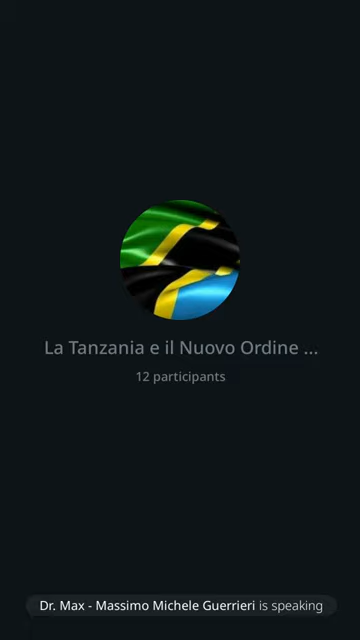 La Tanzania e il Nuovo Ordine ...
12 participants
Dr. Max - Massimo Michele Guerrieri is speaking